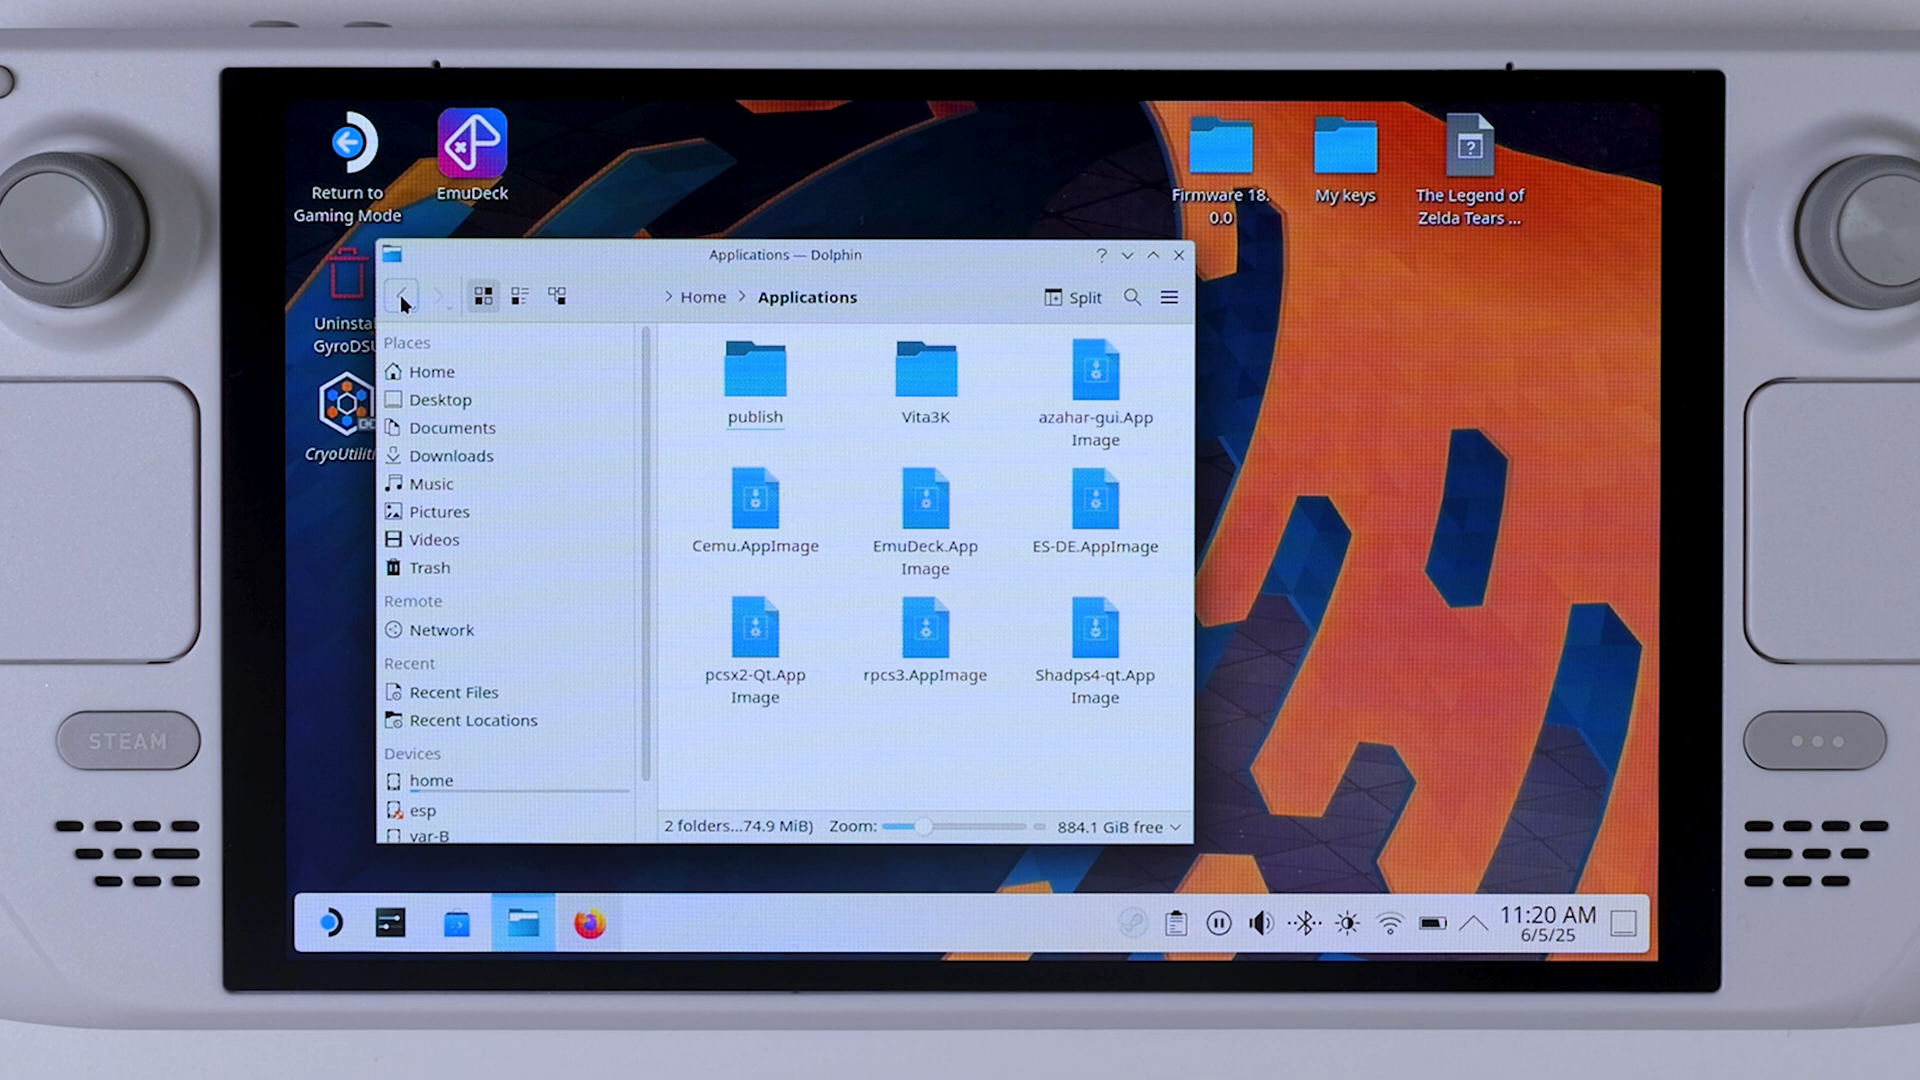 Return to
Gaming Mode
EmuDeck
Firmware 18.
0.0
My keys
The Legend of
Zelda Tears ...
Applications — Dolphin
Home
Applications
Split
Uninsta
GyroDSU
CryoUtiliti
Places
Home
Desktop
Documents
Downloads
Music
Pictures
Videos
Trash
Remote
Network
Recent
Recent Files
Recent Locations
Devices
home
esp
var-B
publish
Vita3K
azahar-gui.App
Image
Cemu.AppImage
EmuDeck.App
Image
ES-DE.AppImage
pcsx2-Qt.App
Image
rpcs3.AppImage
Shadps4-qt.App
Image
2 folders...74.9 MiB)
Zoom:
884.1 GiB free
STEAM
11:20 AM
6/5/25